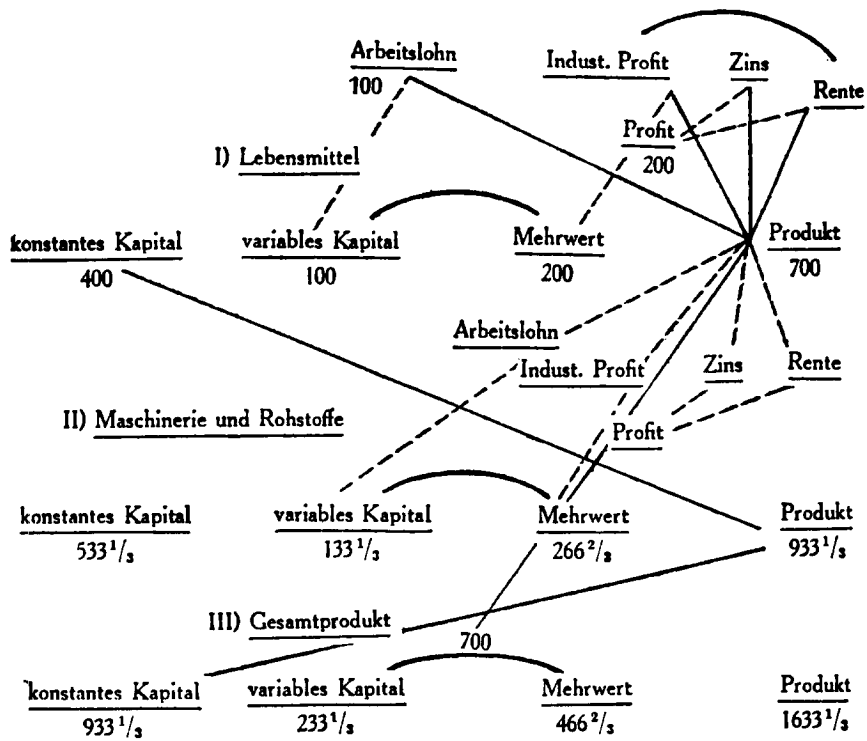 Arbeitslohn Indust. Profit Zins
100 Rente
Profit
I) Lebensmittel 200
konstantes Kapital variables Kapital Mehrwert Produkt
400 100 200 700
Arbeitslohn
Indust. Profit Zins Rente
II) Maschinerie und Rohstoffe Profit
konstantes Kapital variables Kapital Mehrwert Produkt
533 1/3 133 1/3 266 2/3 933 1/3
III) Gesamtprodukt
700
konstantes Kapital variables Kapital Mehrwert Produkt
933 1/3 233 1/3 466 2/3 1633 1/3